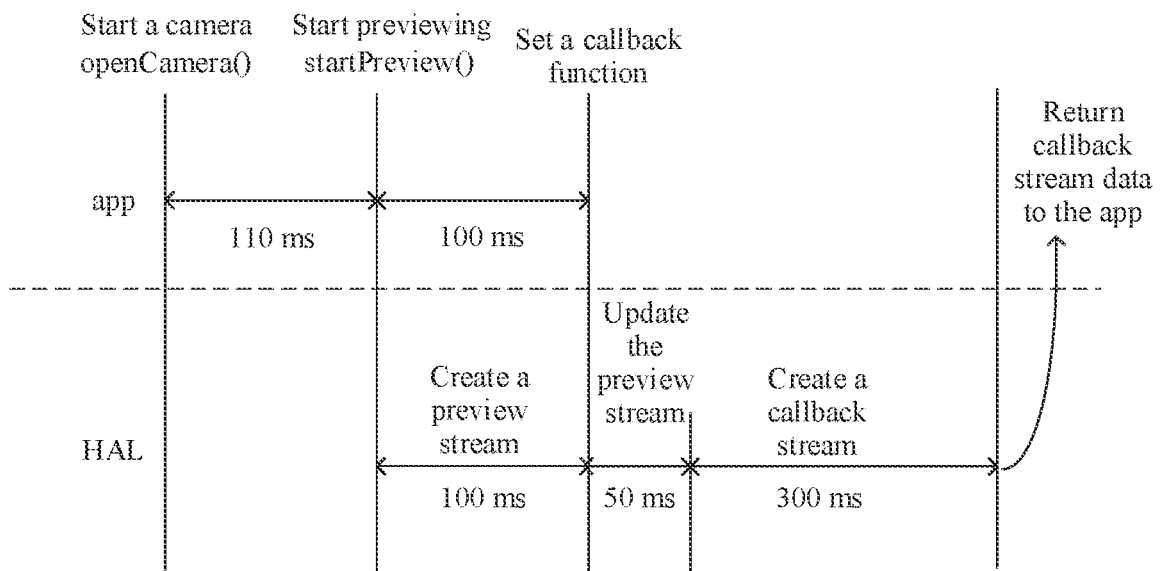 Start a camera
openCamera()
Start previewing
startPreview()
Set a callback
function
Return
callback
stream data
to the app
app
110 ms
100 ms
Update
the
preview
stream
Create a
preview
stream
Create a
callback
stream
HAL
100 ms
50 ms
300 ms